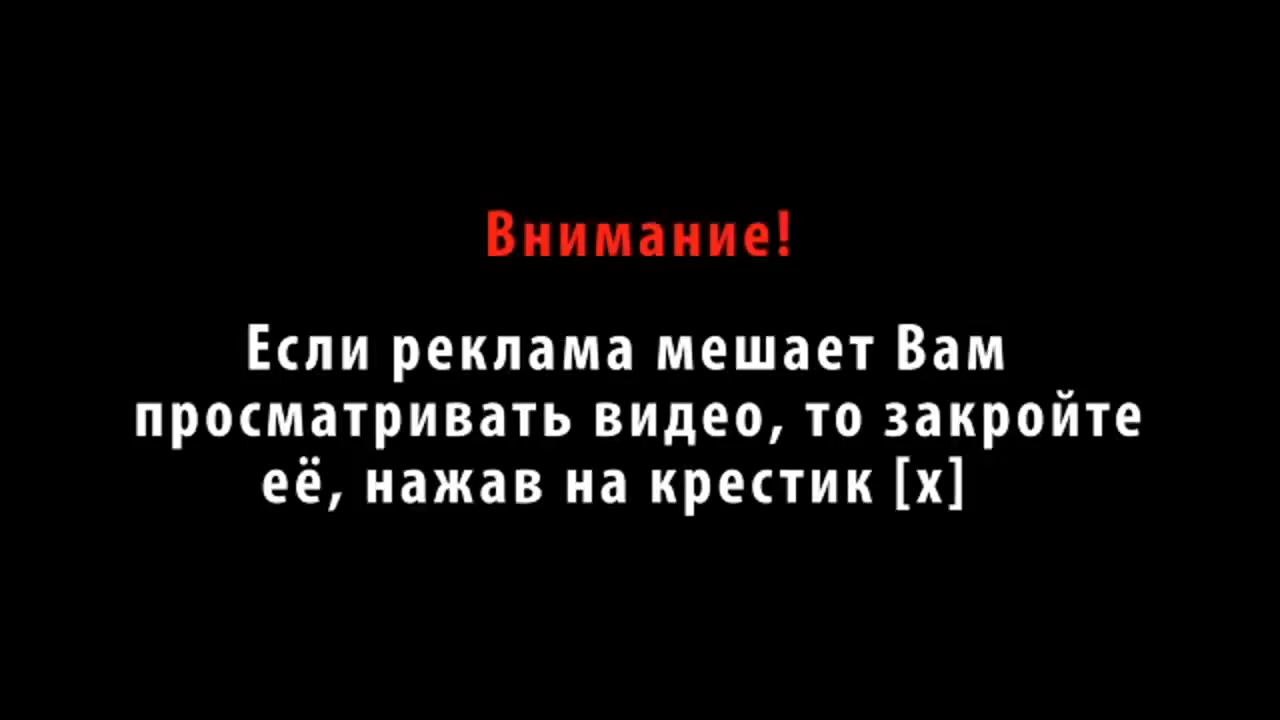 Внимание!
Если реклама мешает Вам
просматривать видео, то закройте
её, нажав на крестик [x]